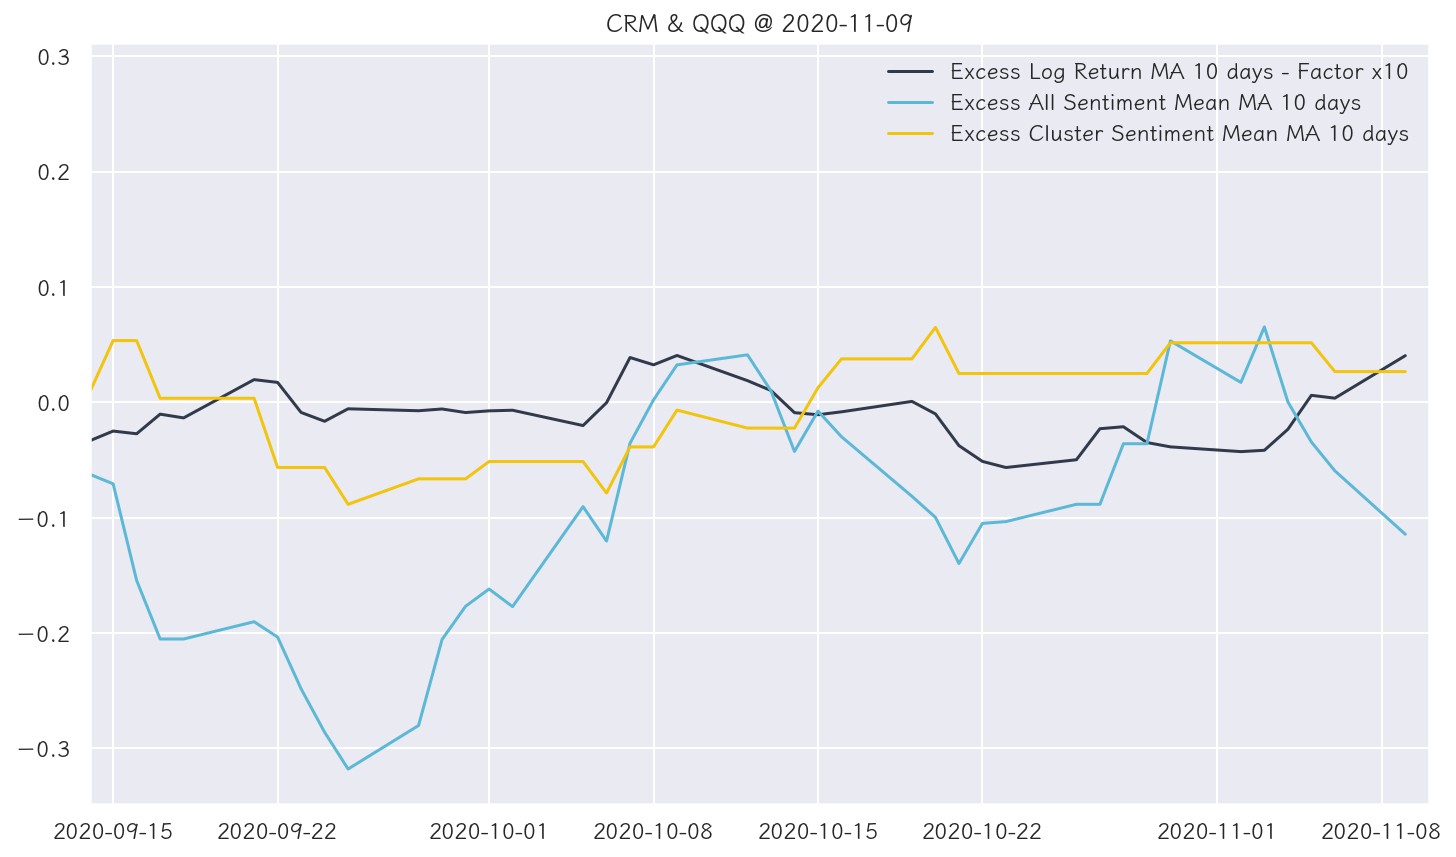 CRM & QQQ @ 2020-11-09
Excess Log Return MA 10 days - Factor x10
Excess All Sentiment Mean MA 10 days
Excess Cluster Sentiment Mean MA 10 days
0.3
0.2
0.1
0.0
−0.1
−0.2
−0.3
2020-09-15 2020-09-22 2020-10-01 2020-10-08 2020-10-15 2020-10-22 2020-11-01 2020-11-08